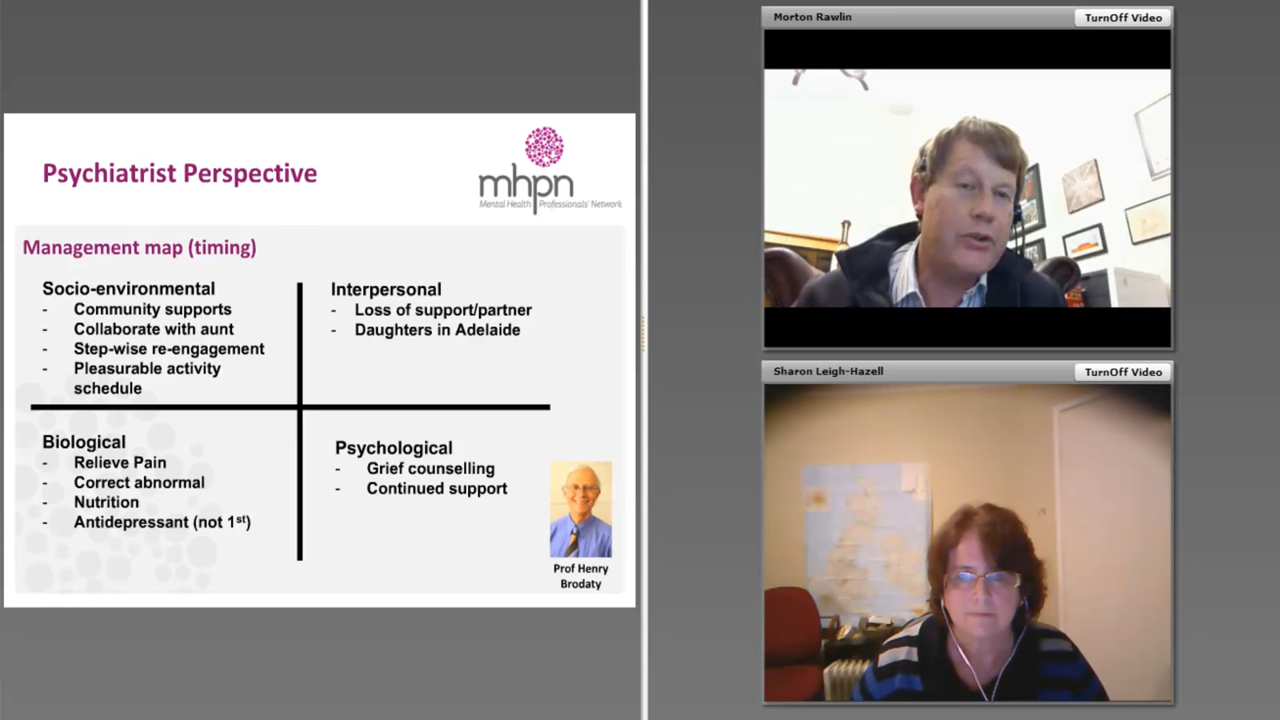 Psychiatrist Perspective
mhpn
Mental Health Professionals' Network
Management map (timing)
Socio-environmental
- Community supports
- Collaborate with aunt
- Step-wise re-engagement
- Pleasurable activity
schedule
Interpersonal
- Loss of support/partner
- Daughters in Adelaide
Biological
- Relieve Pain
- Correct abnormal
- Nutrition
- Antidepressant (not 1st)
Psychological
- Grief counselling
- Continued support
Prof Henry
Brodaty
Morton Rawlin
TurnOff Video
Sharon Leigh-Hazell
TurnOff Video